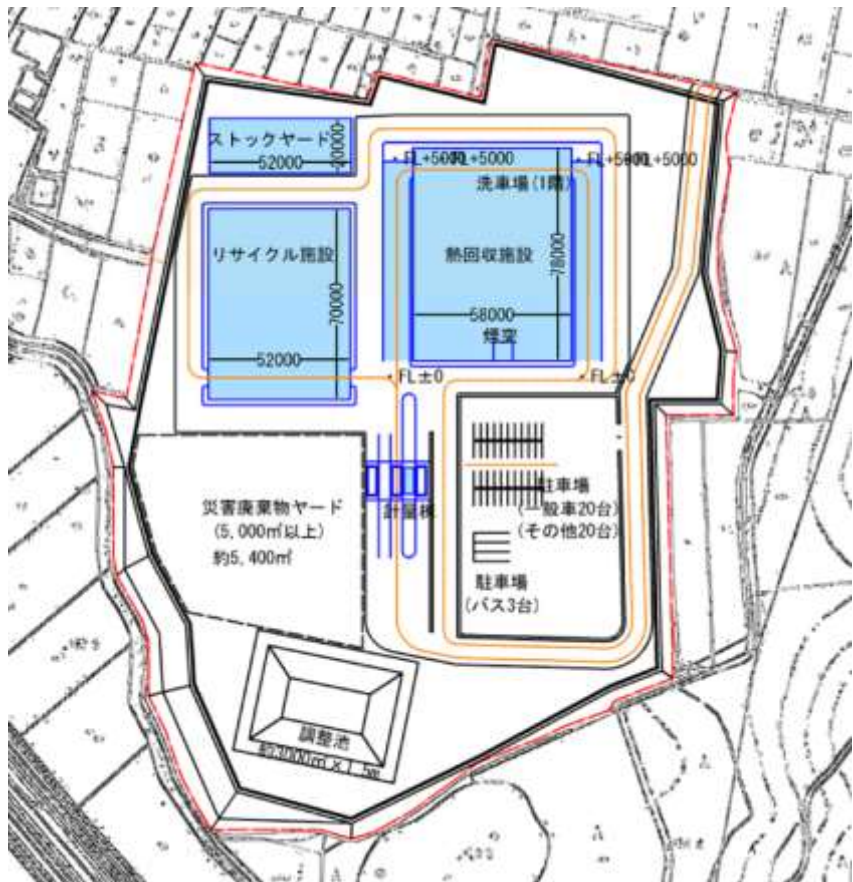 ストックヤード
52000
20000
FL+5000
FL+5000
FL+5000
FL+5000
洗車場(1階)
リサイクル施設
70000
52000
熱回収施設
78000
58000
煙突
FL±0
FL±0
災害廃棄物ヤード
(5,000㎡以上)
約5,400㎡
計量棟
駐車場
(一般車20台)
(その他20台)
駐車場
(バス3台)
調整池